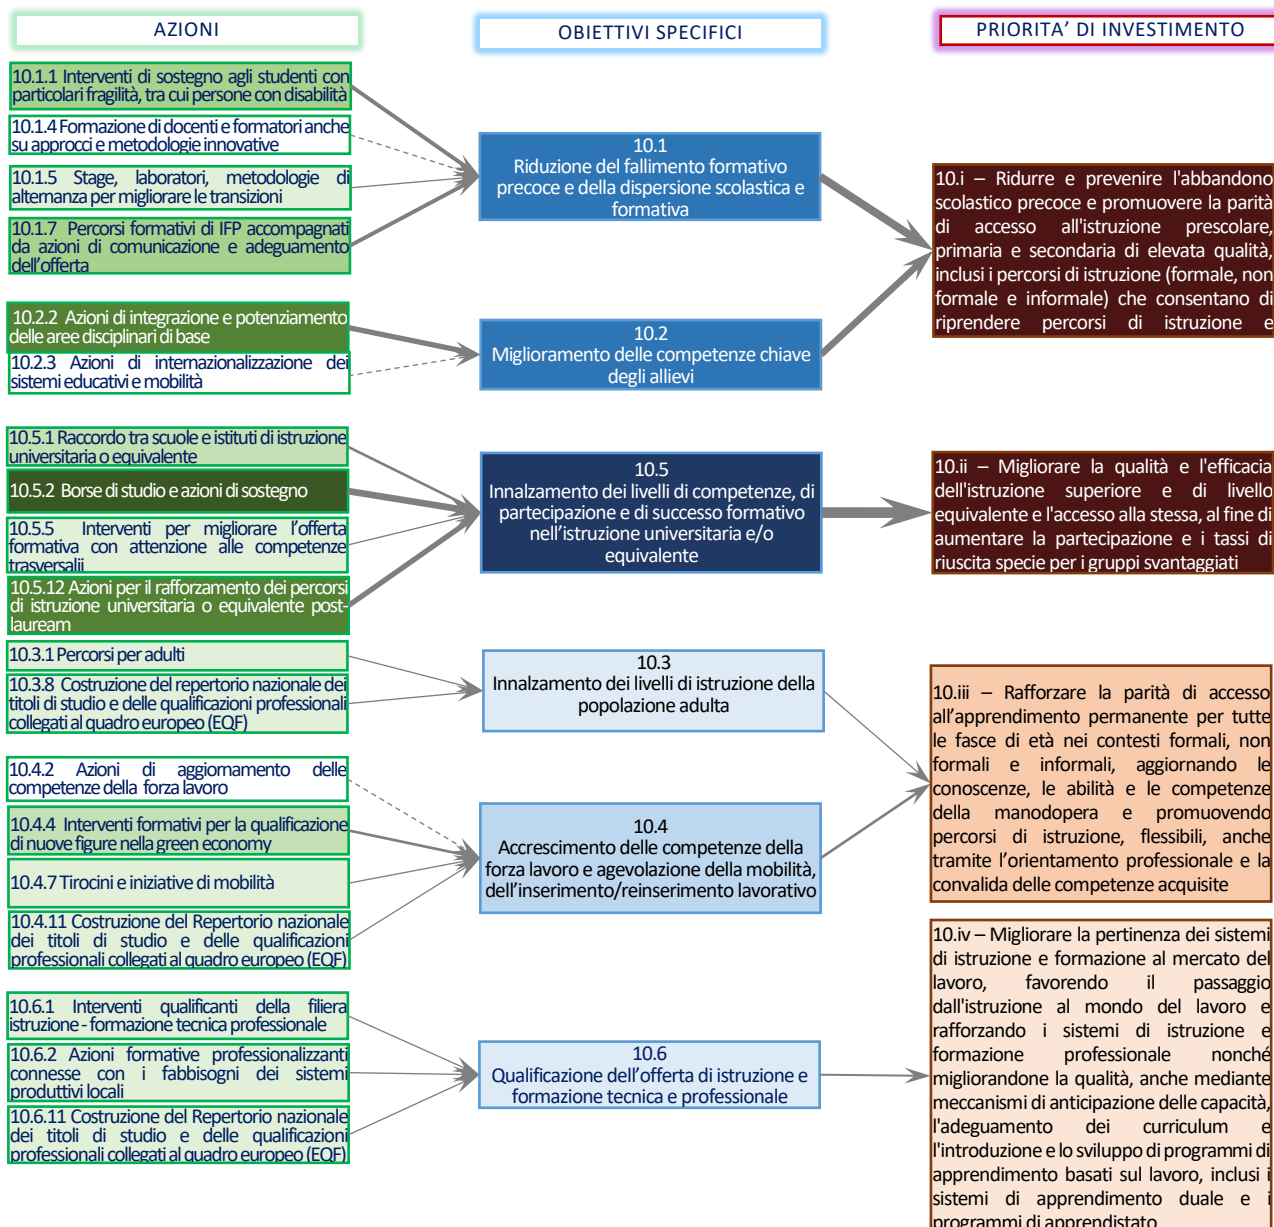 AZIONI
OBIETTIVI SPECIFICI
PRIORITA’ DI INVESTIMENTO
10.1.1 Interventi di sostegno agli studenti con
particolari fragilità, tra cui persone con disabilità
10.1.4 Formazione di docenti e formatori anche
su approcci e metodologie innovative
10.1.5 Stage, laboratori, metodologie di
alternanza per migliorare le transizioni
10.1.7 Percorsi formativi di IFP accompagnati
da azioni di comunicazione e adeguamento
dell’offerta
10.2.2 Azioni di integrazione e potenziamento
delle aree disciplinari di base
10.2.3 Azioni di internazionalizzazione dei
sistemi educativi e mobilità
10.5.1 Raccordo tra scuole e istituti di istruzione
universitaria o equivalente
10.5.2 Borse di studio e azioni di sostegno
10.5.5 Interventi per migliorare l’offerta
formativa con attenzione alle competenze
trasversalii
10.5.12 Azioni per il rafforzamento dei percorsi
di istruzione universitaria o equivalente post-
lauream
10.3.1 Percorsi per adulti
10.3.8 Costruzione del repertorio nazionale dei
titoli di studio e delle qualificazioni professionali
collegati al quadro europeo (EQF)
10.4.2 Azioni di aggiornamento delle
competenze della forza lavoro
10.4.4 Interventi formativi per la qualificazione
di nuove figure nella green economy
10.4.7 Tirocini e iniziative di mobilità
10.4.11 Costruzione del Repertorio nazionale
dei titoli di studio e delle qualificazioni
professionali collegati al quadro europeo (EQF)
10.6.1 Interventi qualificanti della filiera
istruzione - formazione tecnica professionale
10.6.2 Azioni formative professionalizzanti
connesse con i fabbisogni dei sistemi
produttivi locali
10.6.11 Costruzione del Repertorio nazionale
dei titoli di studio e delle qualificazioni
professionali collegati al quadro europeo (EQF)
10.1
Riduzione del fallimento formativo
precoce e della dispersione scolastica e
formativa
10.2
Miglioramento delle competenze chiave
degli allievi
10.5
Innalzamento dei livelli di competenze, di
partecipazione e di successo formativo
nell’istruzione universitaria e/o
equivalente
10.3
Innalzamento dei livelli di istruzione della
popolazione adulta
10.4
Accrescimento delle competenze della
forza lavoro e agevolazione della mobilità,
dell’inserimento/reinserimento lavorativo
10.6
Qualificazione dell’offerta di istruzione e
formazione tecnica e professionale
10.i – Ridurre e prevenire l'abbandono
scolastico precoce e promuovere la parità
di accesso all'istruzione prescolare,
primaria e secondaria di elevata qualità,
inclusi i percorsi di istruzione (formale, non
formale e informale) che consentano di
riprendere percorsi di istruzione e
10.ii – Migliorare la qualità e l'efficacia
dell'istruzione superiore e di livello
equivalente e l'accesso alla stessa, al fine di
aumentare la partecipazione e i tassi di
riuscita specie per i gruppi svantaggiati
10.iii – Rafforzare la parità di accesso
all’apprendimento permanente per tutte
le fasce di età nei contesti formali, non
formali e informali, aggiornando le
conoscenze, le abilità e le competenze
della manodopera e promuovendo
percorsi di istruzione, flessibili, anche
tramite l’orientamento professionale e la
convalida delle competenze acquisite
10.iv – Migliorare la pertinenza dei sistemi
di istruzione e formazione al mercato del
lavoro, favorendo il passaggio
dall'istruzione al mondo del lavoro e
rafforzando i sistemi di istruzione e
formazione professionale nonché
migliorandone la qualità, anche mediante
meccanismi di anticipazione delle capacità,
l'adeguamento dei curriculum e
l'introduzione e lo sviluppo di programmi di
apprendimento basati sul lavoro, inclusi i
sistemi di apprendimento duale e i
programmi di apprendistato